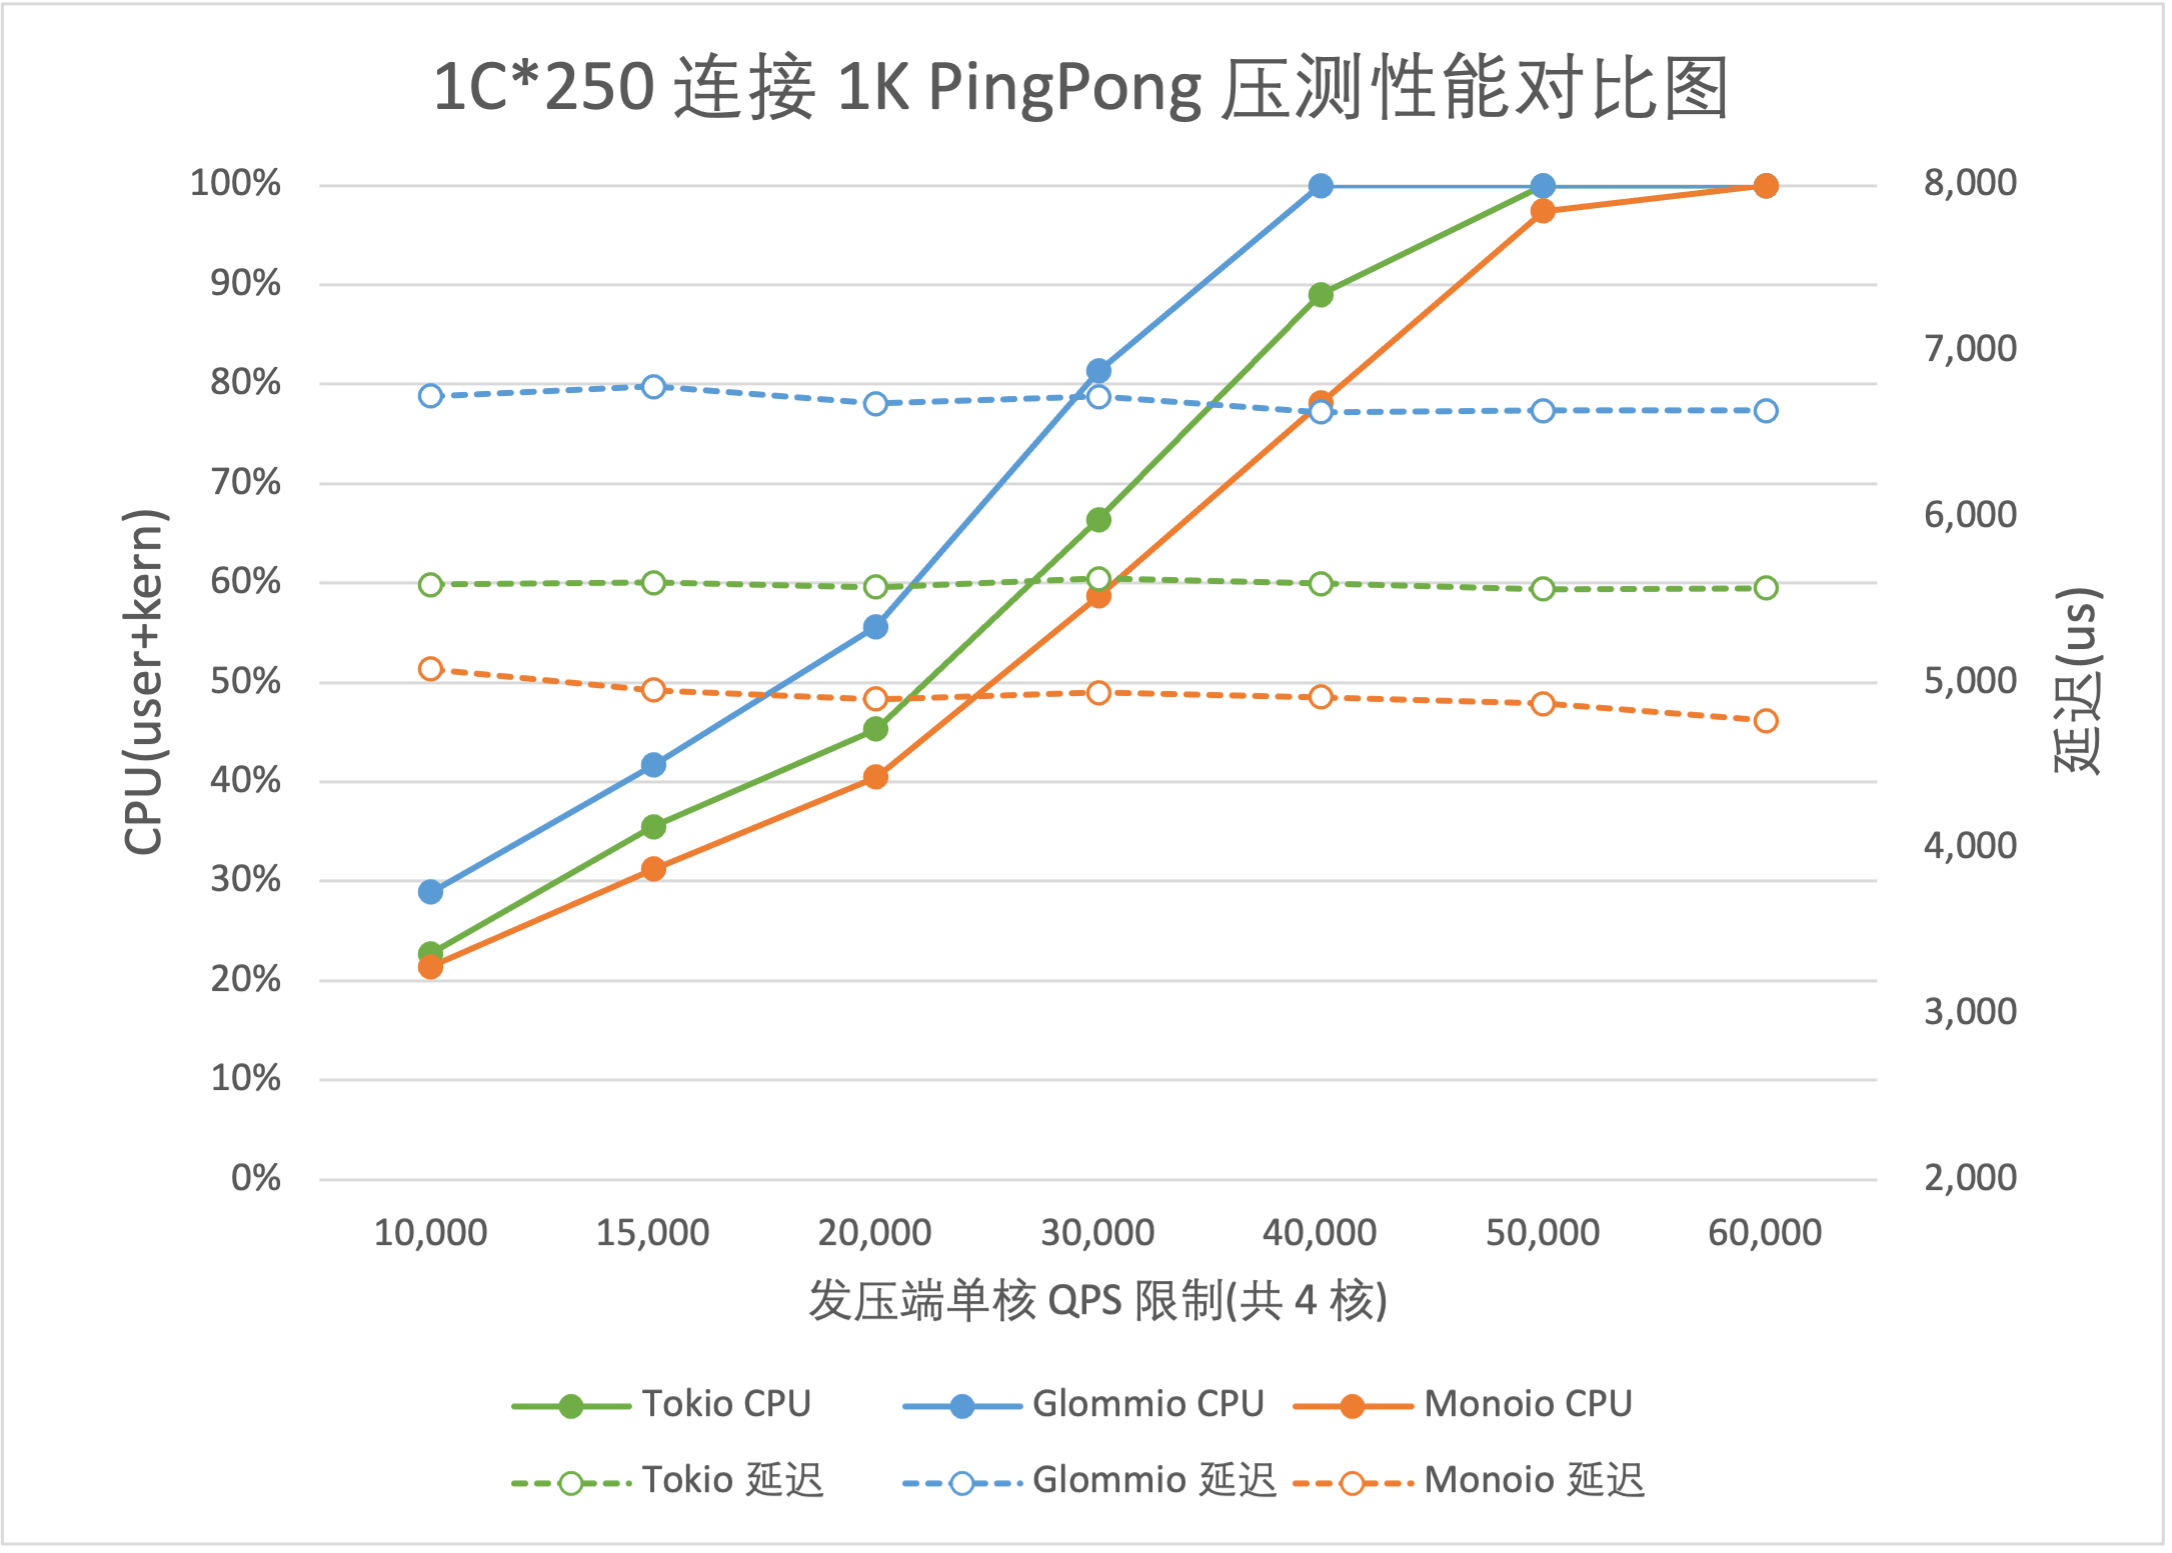 1C*250 连接 1K PingPong 压测性能对比图
100%
90%
80%
70%
60%
50%
40%
30%
20%
10%
0%
CPU(user+kern)
8,000
7,000
6,000
5,000
4,000
3,000
2,000
延迟(us)
10,000 15,000 20,000 30,000 40,000 50,000 60,000
发压端单核 QPS 限制(共 4 核)
Tokio CPU Glommio CPU Monoio CPU
Tokio 延迟 Glommio 延迟 Monoio 延迟